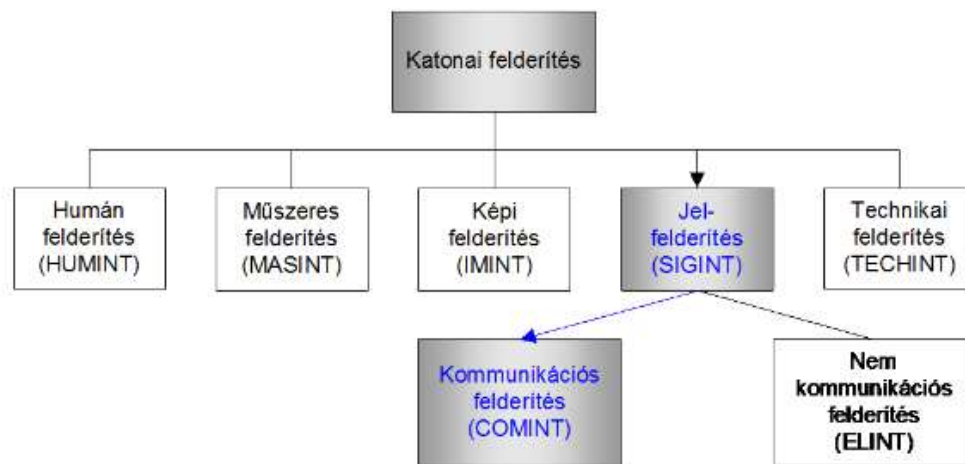 Katonai felderítés
Humán
felderítés
(HUMINT)
Műszeres
felderítés
(MASINT)
Képi
felderítés
(IMINT)
Jel-
felderítés
(SIGINT)
Technikai
felderítés
(TECHINT)
Kommunikációs
felderítés
(COMINT)
Nem
kommunikációs
felderítés
(ELINT)